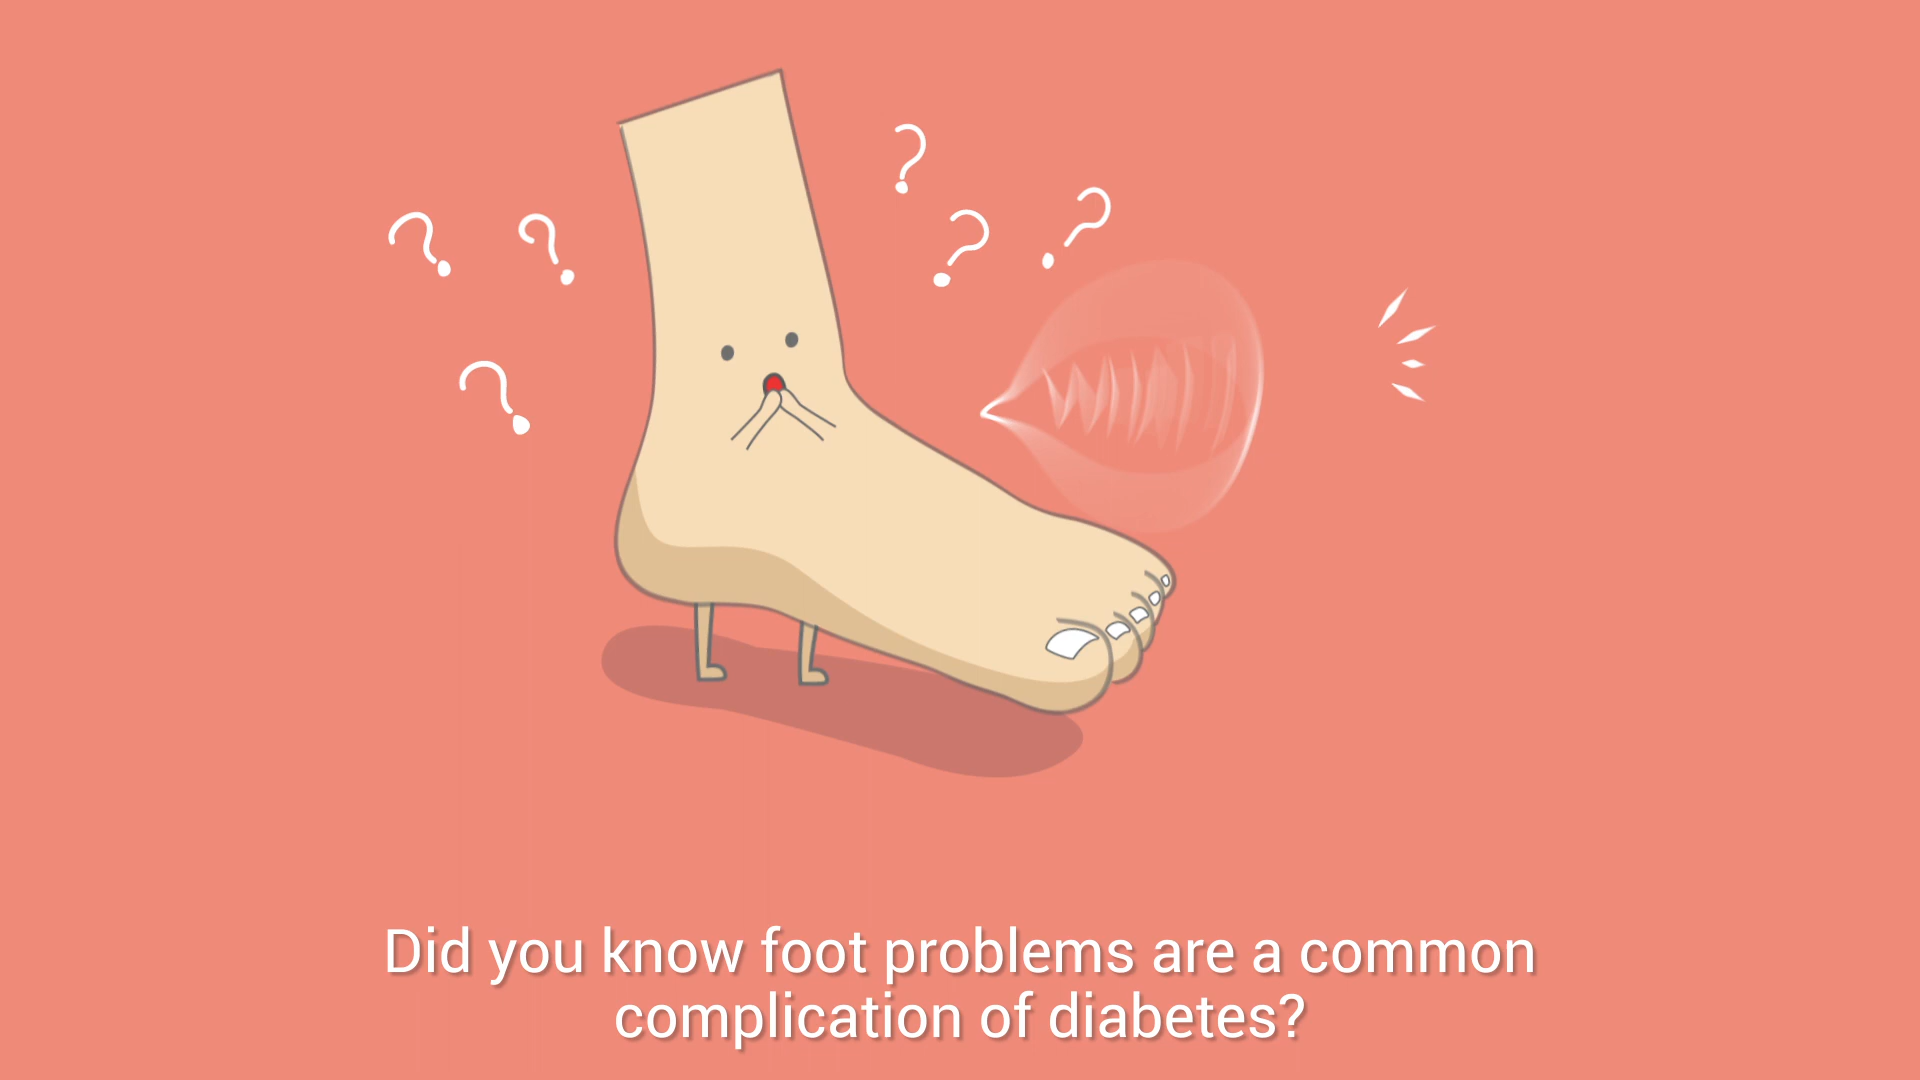 Did you know foot problems are a common
complication of diabetes?